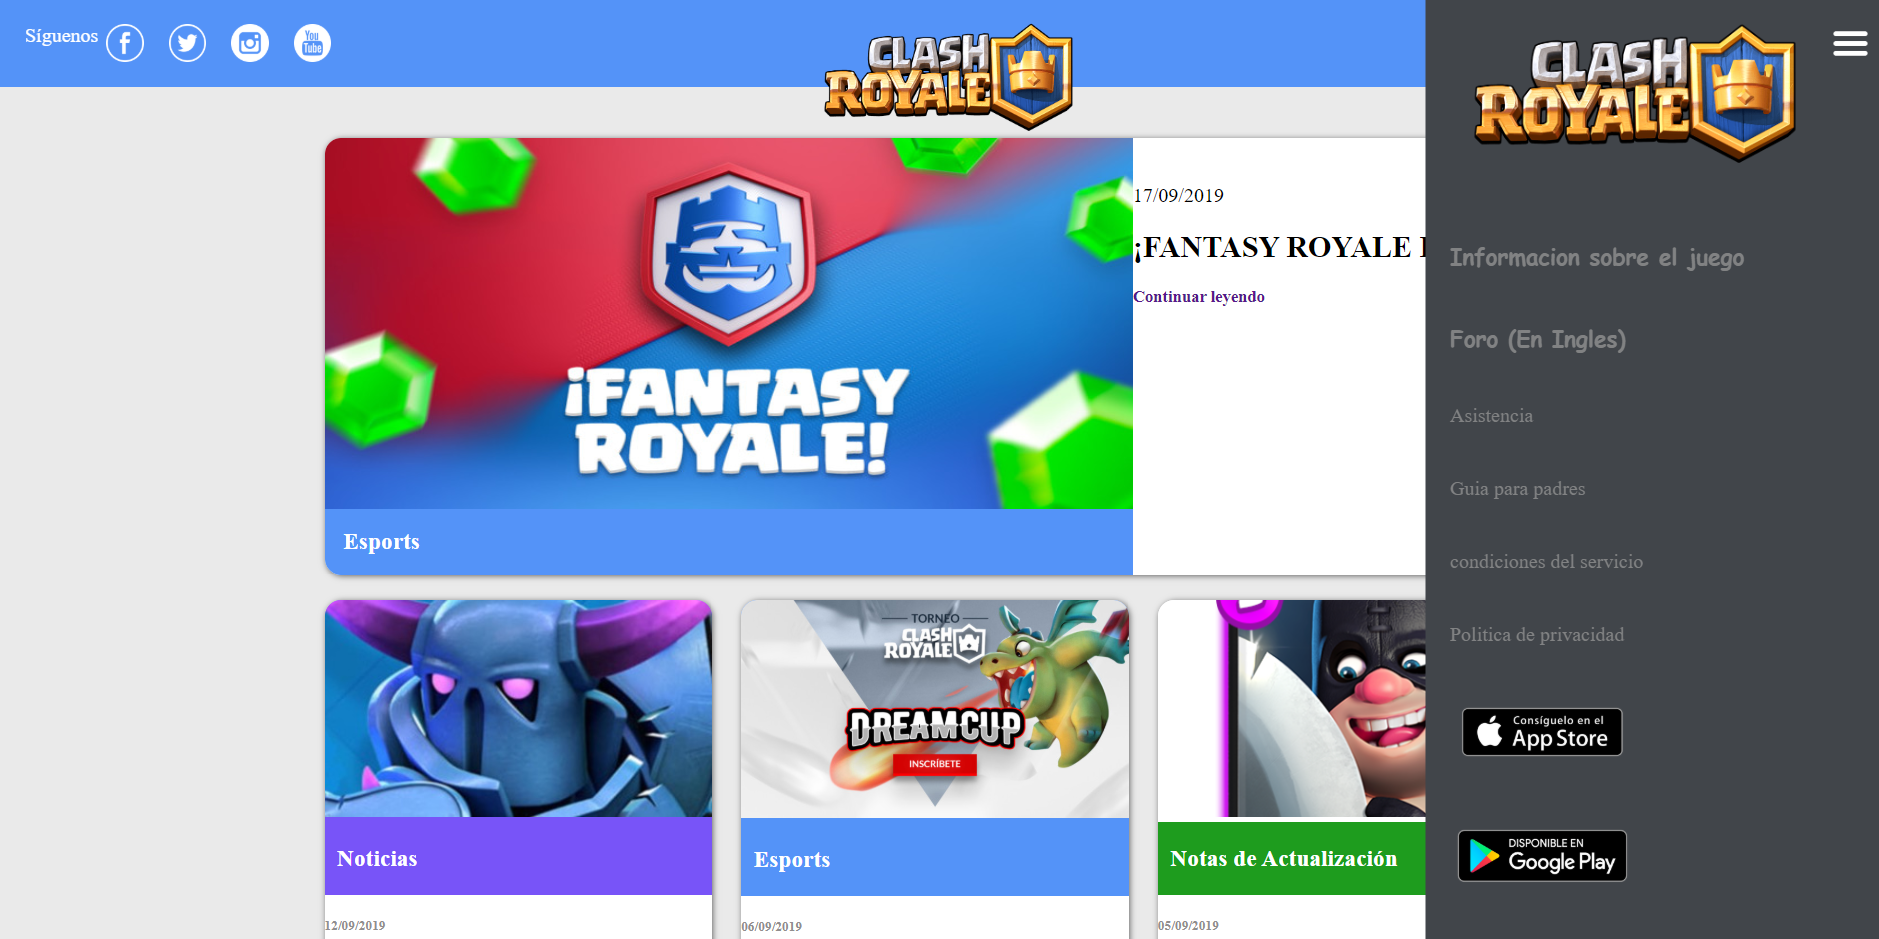 Síguenos
You
Tube
CLASH
ROYALE
CLASH
ROYALE
¡FANTASY
ROYALE!
Esports
17/09/2019
¡FANTASY ROYALE
Continuar leyendo
Informacion sobre el juego
Foro (En Ingles)
Asistencia
Guia para padres
condiciones del servicio
Politica de privacidad
Consíguelo en el
App Store
DISPONIBLE EN
Google Play
Noticias
12/09/2019
TORNEO
CLASH
ROYALE
DREAMCUP
INSCRÍBETE
Esports
06/09/2019
Notas de Actualización
05/09/2019